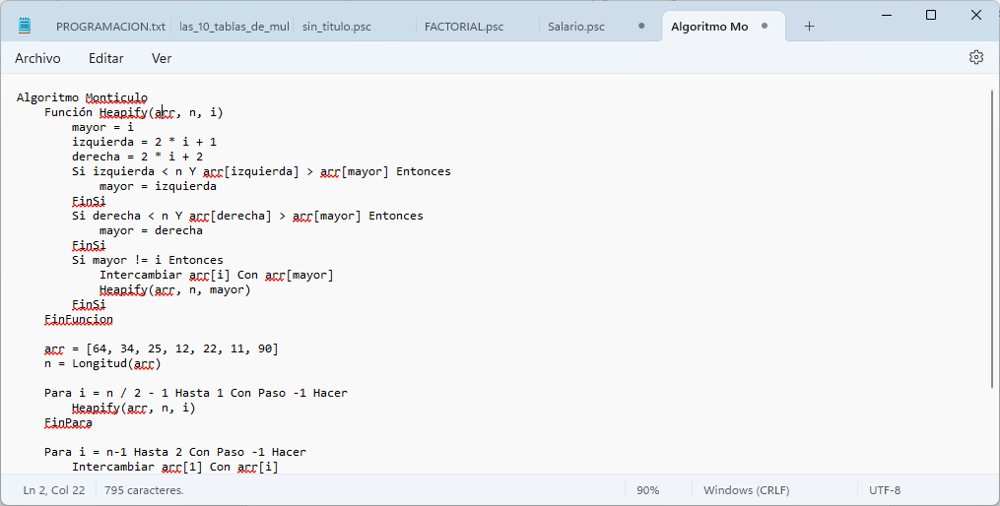 PROGRAMACION.txt las_10_tablas_de_mul sin_titulo.psc FACTORIAL.psc Salario.psc Algoritmo Mo
Archivo Editar Ver
Algoritmo Monticulo
Función Heapify(arr, n, i)
mayor = i
izquierda = 2 * i + 1
derecha = 2 * i + 2
Si izquierda < n Y arr[izquierda] > arr[mayor] Entonces
mayor = izquierda
FinSi
Si derecha < n Y arr[derecha] > arr[mayor] Entonces
mayor = derecha
FinSi
Si mayor != i Entonces
Intercambiar arr[i] Con arr[mayor]
Heapify(arr, n, mayor)
FinSi
FinFuncion
arr = [64, 34, 25, 12, 22, 11, 90]
n = Longitud(arr)
Para i = n / 2 - 1 Hasta 1 Con Paso -1 Hacer
Heapify(arr, n, i)
FinPara
Para i = n-1 Hasta 2 Con Paso -1 Hacer
Intercambiar arr[1] Con arr[i]
Ln 2, Col 22 795 caracteres. 90% Windows (CRLF) UTF-8